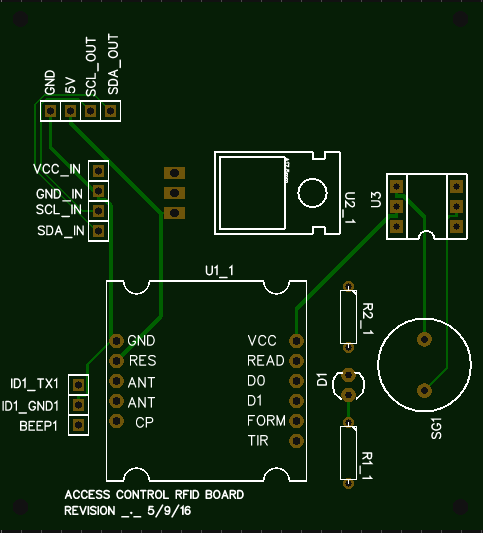 GND
5V
SCL_OUT
SDA_OUT
VCC_IN
GND_IN
SCL_IN
SDA_IN
U2_1
U3
U1_1
GND
RES
ANT
ANT
CP
VCC
READ
D0
D1
FORM
TIR
R2_1
D1
R1_1
SG1
ID1_TX1
ID1_GND1
BEEP1
ACCESS CONTROL RFID BOARD
REVISION _._ 5/9/16